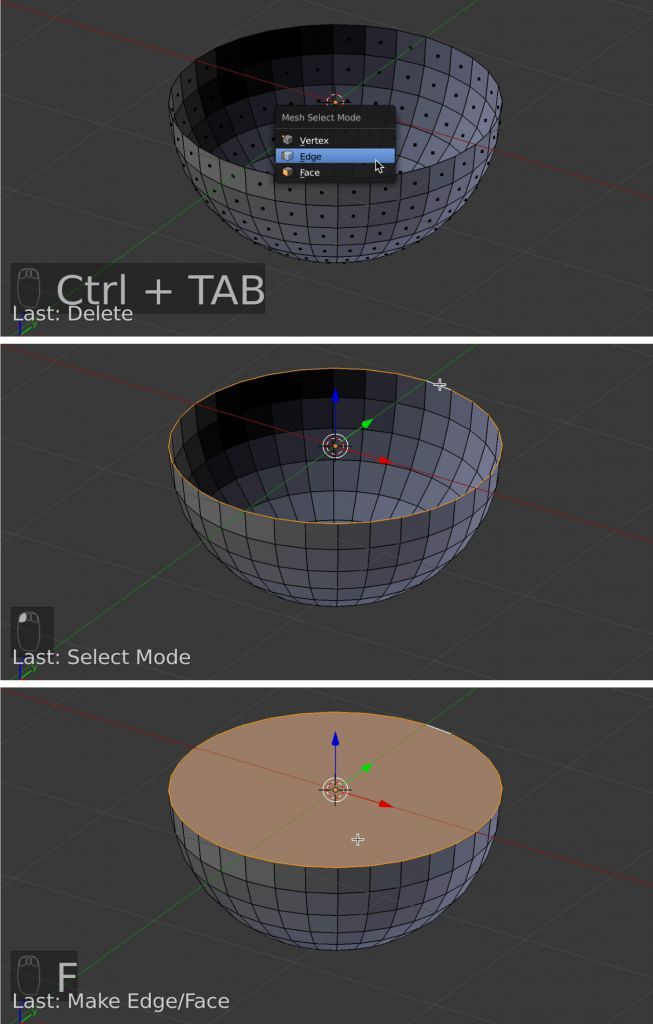 Mesh Select Mode
Vertex
Edge
Face
Ctrl + TAB
Last: Delete
Last: Select Mode
F
Last: Make Edge/Face